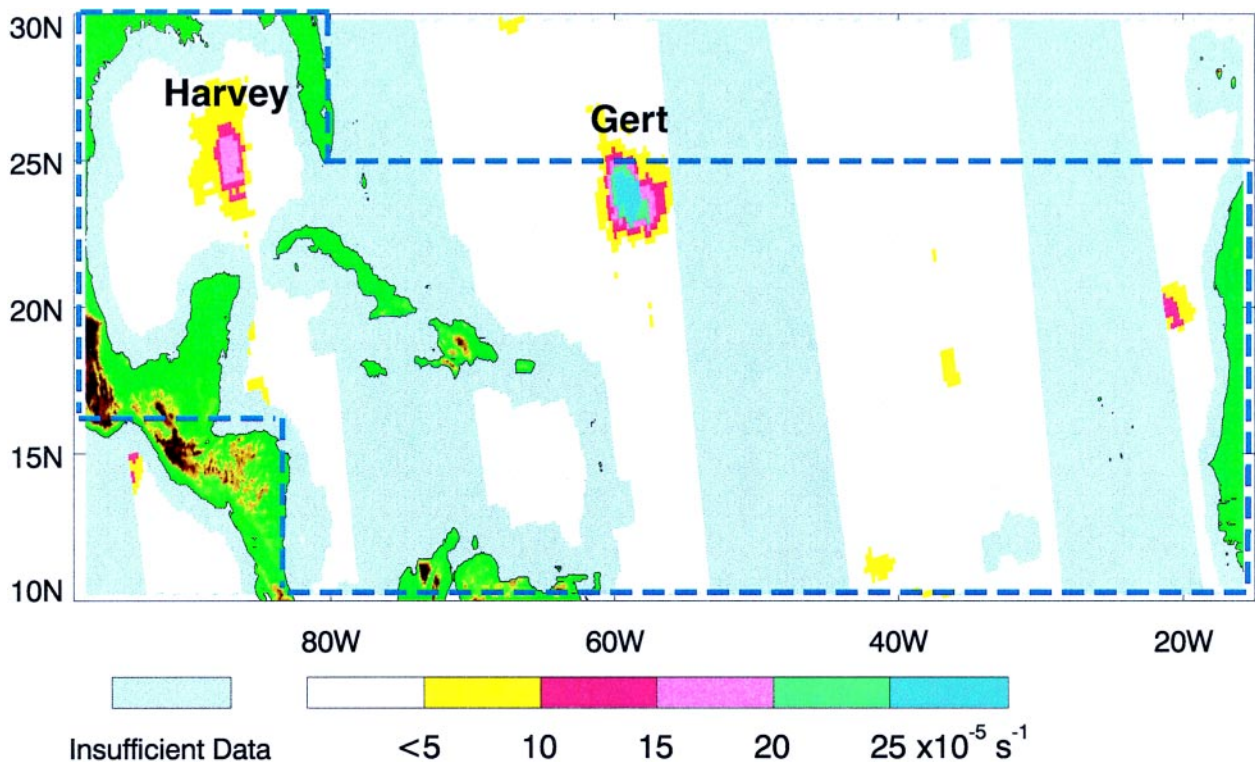 30N
Harvey
Gert
25N
20N
15N
10N
80W 60W 40W 20W
Insufficient Data <5 10 15 20 25 x10⁻⁵ s⁻¹